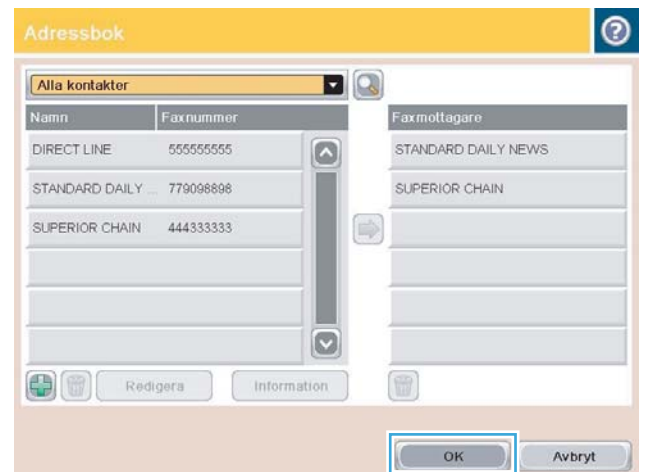 Adressbok
?
Alla kontakter
Namn Faxnummer
DIRECT LINE 555555555
STANDARD DAILY ... 779098898
SUPERIOR CHAIN 444333333
Faxmottagare
STANDARD DAILY NEWS
SUPERIOR CHAIN
Redigera Information
OK Avbryt